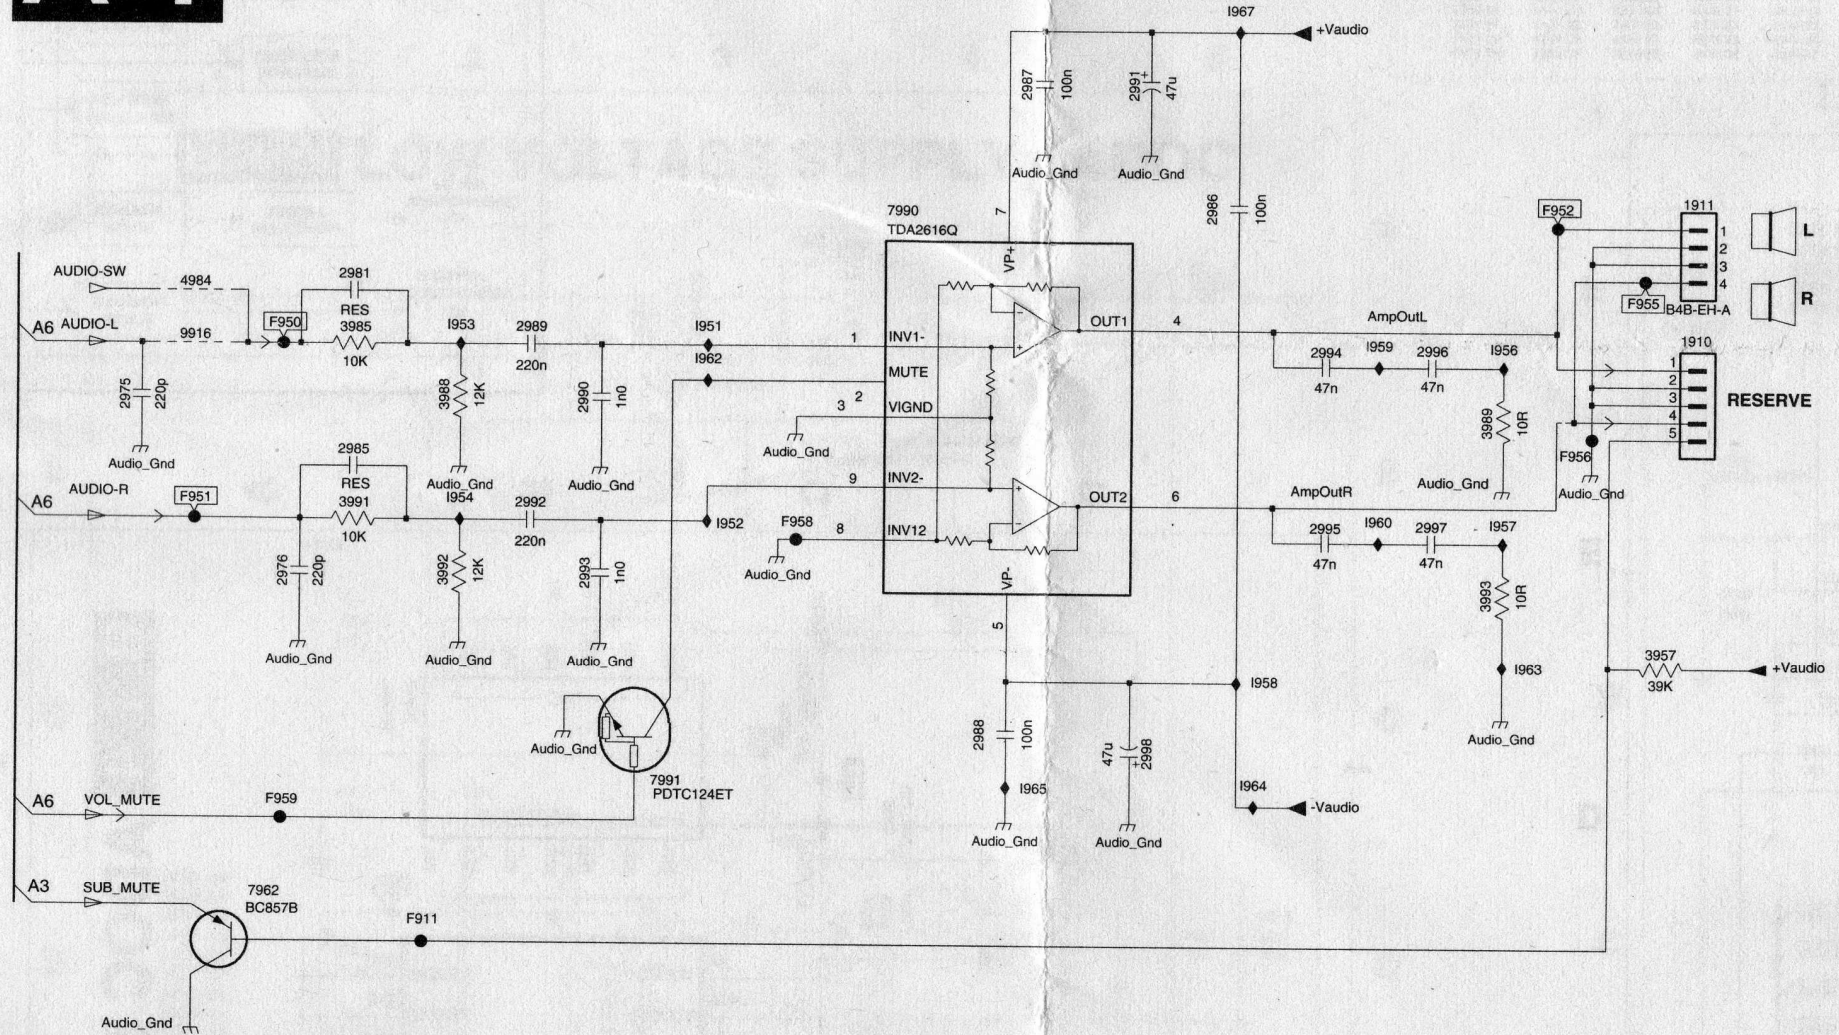 I967
+Vaudio
2987
100n
2991
+
47u
Audio_Gnd
Audio_Gnd
2986
100n
7990
TDA2616Q
7
VP+
F952
1911
1
2
3
4
L
R
F955
B4B-EH-A
AUDIO-SW
4984
2981
RES
A6
AUDIO-L
9916
F950
3985
10K
I953
2989
220n
I951
I962
1
INV1-
MUTE
2
3
VIGND
Audio_Gnd
OUT1
4
AmpOutL
2994
47n
I959
2996
47n
I956
3989
10R
Audio_Gnd
1910
1
2
3
4
5
RESERVE
F956
Audio_Gnd
2975
220p
Audio_Gnd
3988
12K
Audio_Gnd
2990
1n0
Audio_Gnd
2985
RES
A6
AUDIO-R
F951
3991
10K
I954
2992
220n
I952
9
INV2-
F958
8
INV12
Audio_Gnd
OUT2
6
AmpOutR
2995
47n
I960
2997
47n
I957
3993
10R
I963
Audio_Gnd
2976
220p
Audio_Gnd
3992
12K
Audio_Gnd
2993
1n0
Audio_Gnd
VP-
5
I958
3957
39K
+Vaudio
2988
100n
I965
Audio_Gnd
47u
+
2998
Audio_Gnd
I964
-Vaudio
Audio_Gnd
7991
PDTC124ET
A6
VOL_MUTE
F959
A3
SUB_MUTE
7962
BC857B
F911
Audio_Gnd